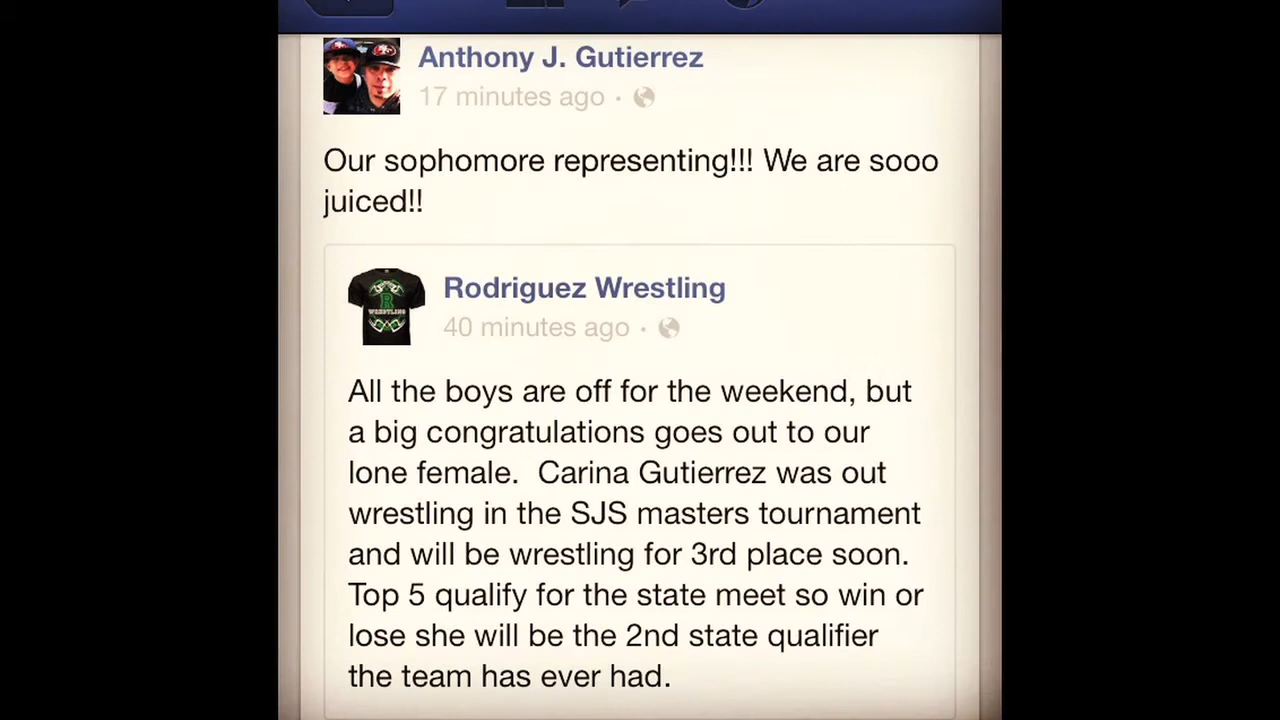 Anthony J. Gutierrez
17 minutes ago ·
Our sophomore representing!!! We are sooo
juiced!!
R
WRESTLING
Rodriguez Wrestling
40 minutes ago ·
All the boys are off for the weekend, but
a big congratulations goes out to our
lone female.  Carina Gutierrez was out
wrestling in the SJS masters tournament
and will be wrestling for 3rd place soon.
Top 5 qualify for the state meet so win or
lose she will be the 2nd state qualifier
the team has ever had.